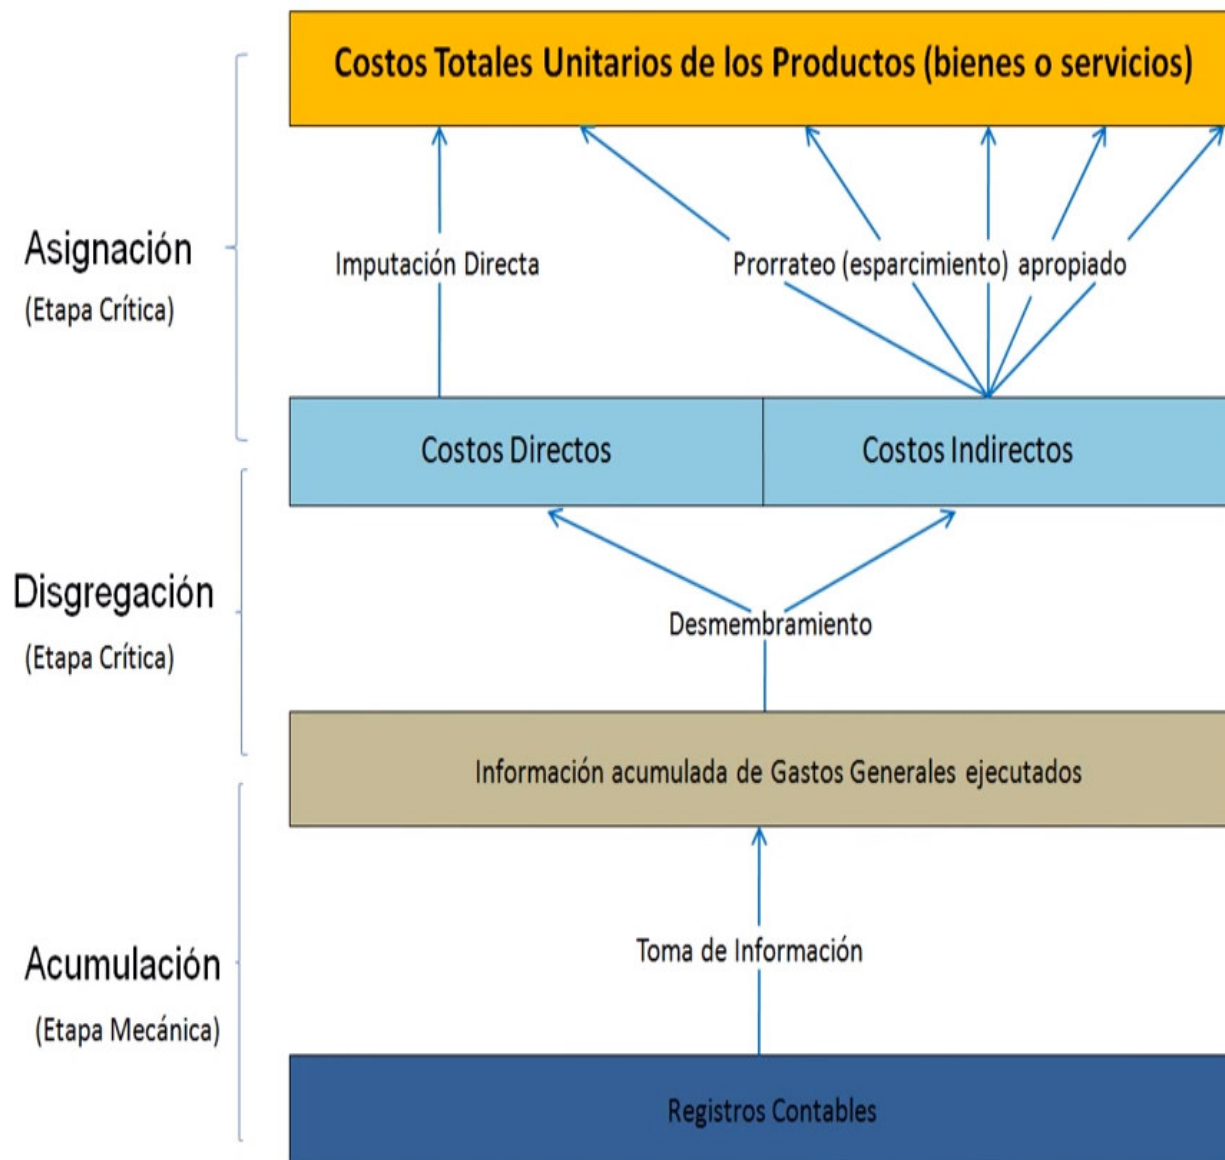 Costos Totales Unitarios de los Productos (bienes o servicios)
Asignación
(Etapa Crítica)
Imputación Directa
Prorrateo (esparcimiento) apropiado
Costos Directos
Costos Indirectos
Disgregación
(Etapa Crítica)
Desmembramiento
Información acumulada de Gastos Generales ejecutados
Acumulación
(Etapa Mecánica)
Toma de Información
Registros Contables